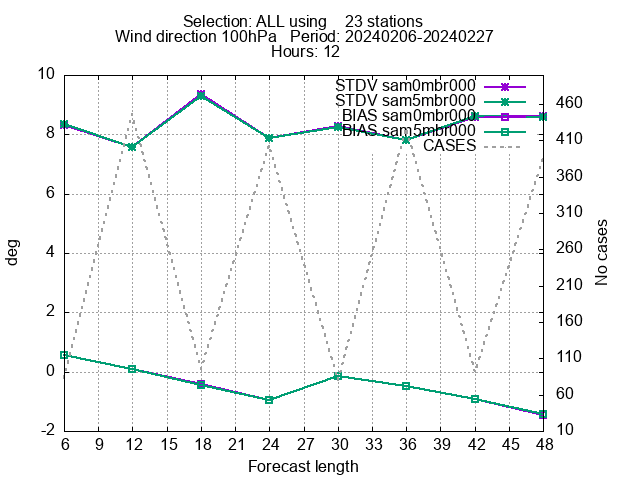 Selection: ALL using    23 stations
Wind direction 100hPa   Period: 20240206-20240227
Hours: 12
STDV sam0mbr000
STDV sam5mbr000
BIAS sam0mbr000
BIAS sam5mbr000
CASES
10
8
6
4
2
0
-2
deg
460
410
360
310
260
210
160
110
60
10
No cases
6 9 12 15 18 21 24 27 30 33 36 39 42 45 48
Forecast length